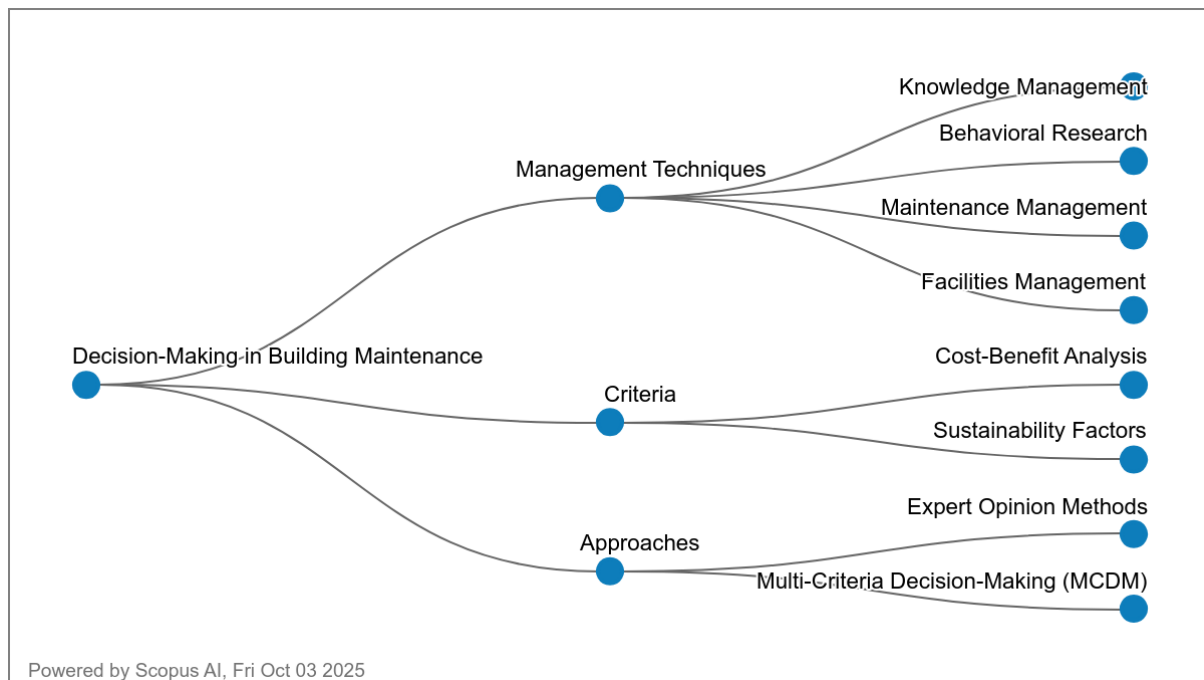 Knowledge Management
Behavioral Research
Management Techniques
Maintenance Management
Facilities Management
Decision-Making in Building Maintenance
Cost-Benefit Analysis
Criteria
Sustainability Factors
Expert Opinion Methods
Approaches
Multi-Criteria Decision-Making (MCDM)
Powered by Scopus AI, Fri Oct 03 2025